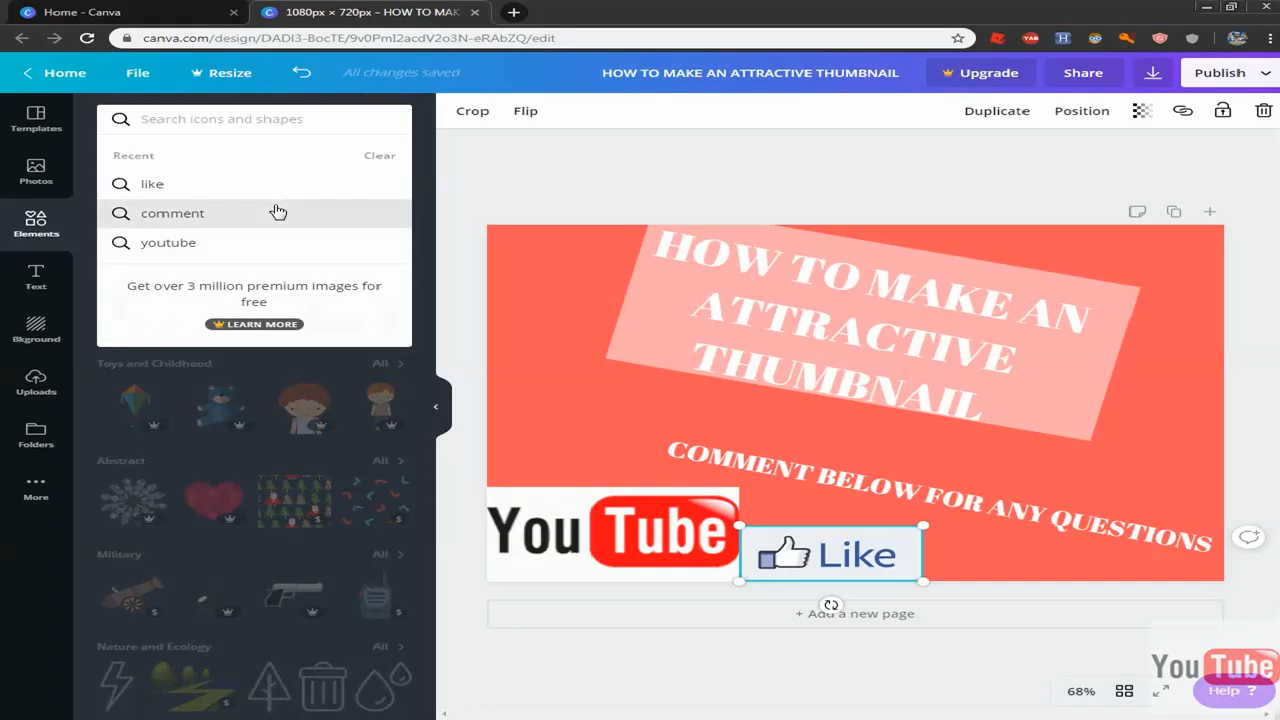 Home - Canva
1080px × 720px – HOW TO MAK
canva.com/design/DADI3-BocTE/9v0PmI2acdV2o3N-eRAbZQ/edit
Home
File
Resize
All changes saved
HOW TO MAKE AN ATTRACTIVE THUMBNAIL
Upgrade
Share
Publish
Templates
Photos
Elements
Text
Bkground
Uploads
Folders
More
Search icons and shapes
Recent
Clear
like
comment
youtube
Get over 3 million premium images for
free
LEARN MORE
Toys and Childhood
All
Abstract
All
Military
All
Nature and Ecology
All
Crop
Flip
Duplicate
Position
HOW TO MAKE AN
ATTRACTIVE
THUMBNAIL
COMMENT BELOW FOR ANY QUESTIONS
YouTube
Like
+ Add a new page
YouTube
68%
Help ?